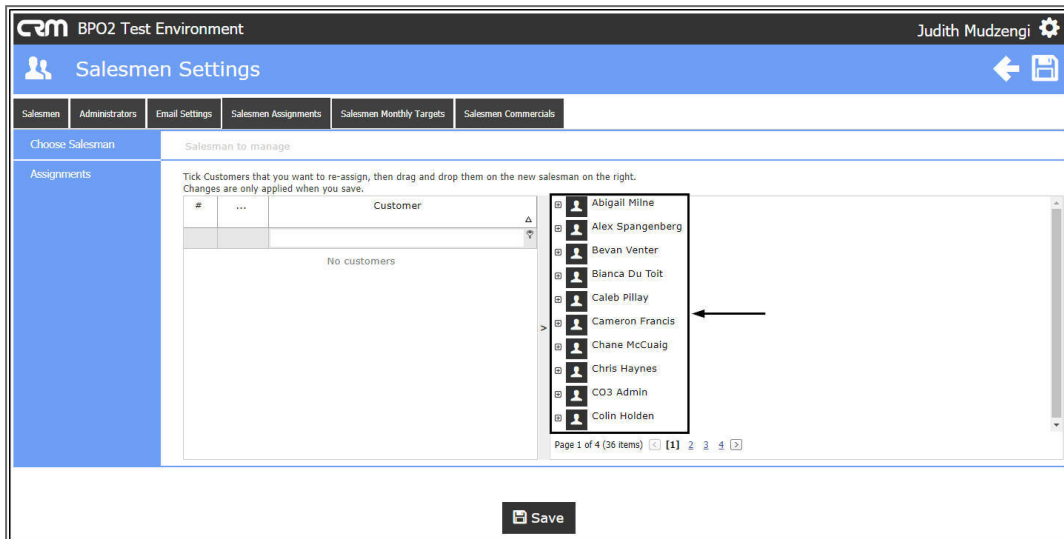 CRM BPO2 Test Environment
Judith Mudzengi
Salesmen Settings
Salesmen
Administrators
Email Settings
Salesmen Assignments
Salesmen Monthly Targets
Salesmen Commercials
Choose Salesman
Salesman to manage
Assignments
Tick Customers that you want to re-assign, then drag and drop them on the new salesman on the right.
Changes are only applied when you save.
# ... Customer
No customers
>
Abigail Milne
Alex Spangenberg
Bevan Venter
Bianca Du Toit
Caleb Pillay
Cameron Francis
Chane McCuaig
Chris Haynes
CO3 Admin
Colin Holden
Page 1 of 4 (36 items) < [1] 2 3 4 >
Save